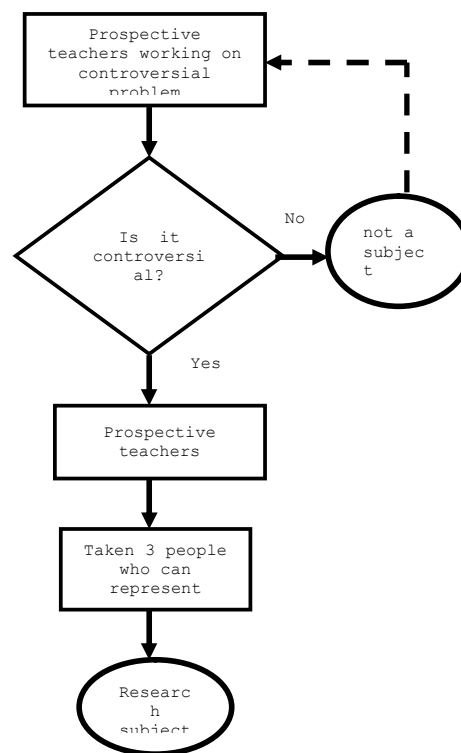 Prospective
teachers working on
controversial
problem
No
not a
subjec
t
Is it
controversi
al?
Yes
Prospective
teachers
Taken 3 people
who can
represent
Researc
h
subject